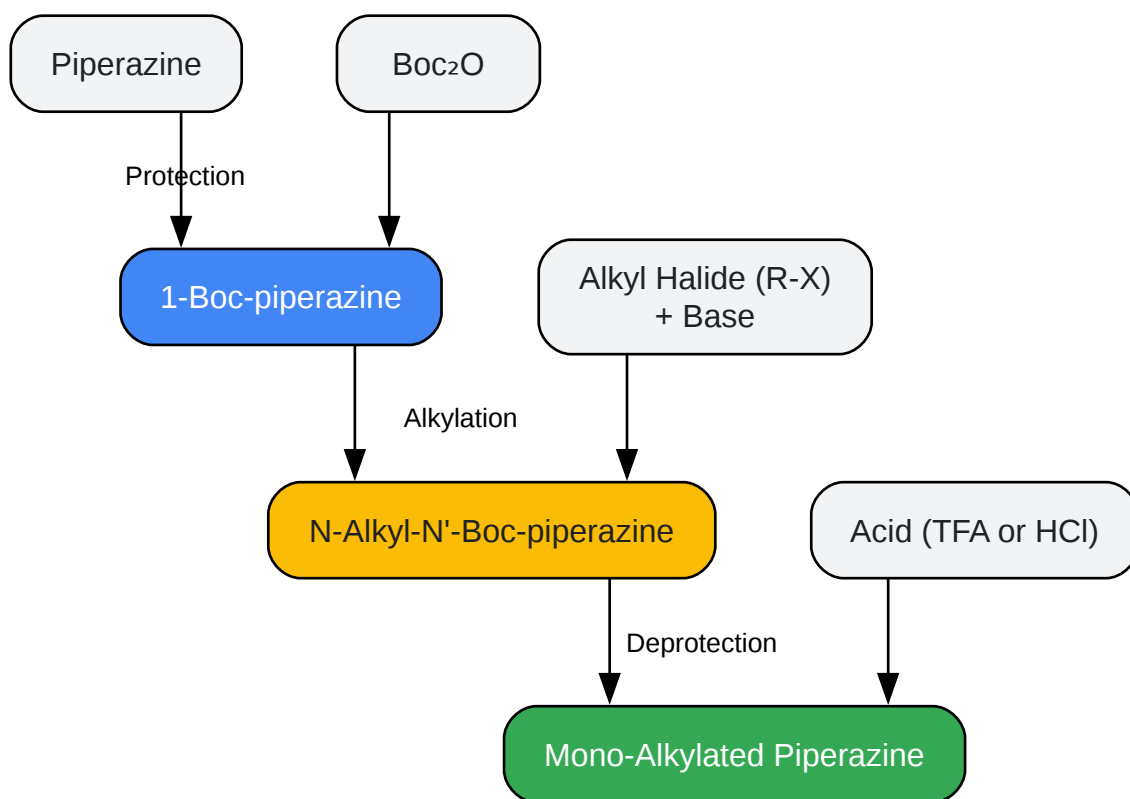 Piperazine
Boc₂O
Protection
1-Boc-piperazine
Alkyl Halide (R-X)
+ Base
Alkylation
N-Alkyl-N'-Boc-piperazine
Acid (TFA or HCl)
Deprotection
Mono-Alkylated Piperazine